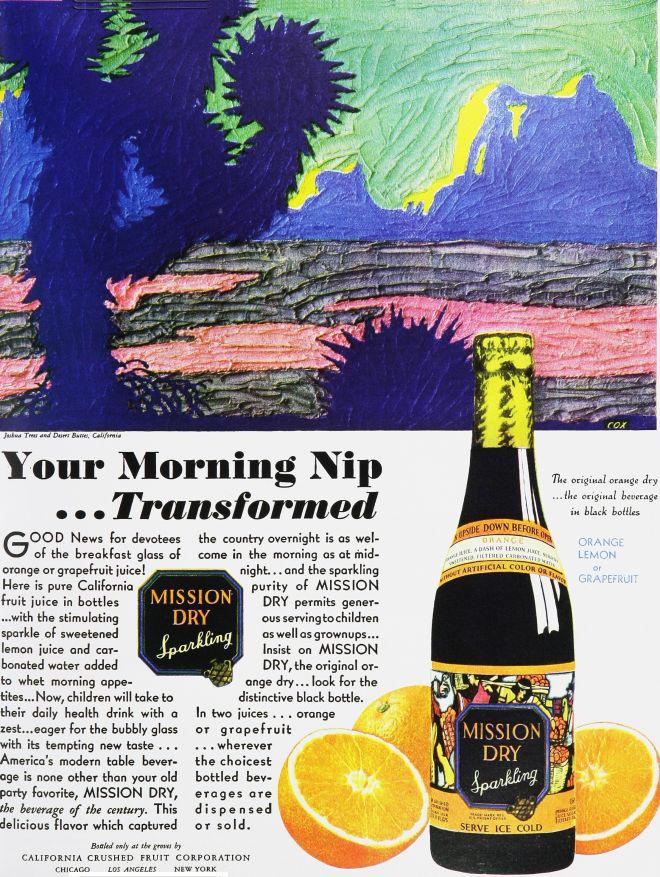 COX
Joshua Trees and Desert Buttes, California
Your Morning Nip
...Transformed
GOOD News for devotees
of the breakfast glass of
orange or grapefruit juice!
Here is pure California
fruit juice in bottles
...with the stimulating
sparkle of sweetened
lemon juice and car-
bonated water added
to whet morning appe-
tites...Now, children will take to
their daily health drink with a
zest...eager for the bubbly glass
with its tempting new taste ...
America's modern table bever-
age is none other than your old
party favorite, MISSION DRY,
the beverage of the century. This
delicious flavor which captured
the country overnight is as wel-
come in the morning as at mid-
night...and the sparkling
purity of MISSION
DRY permits gener-
ous serving to children
as well as grownups...
Insist on MISSION
DRY, the original or-
ange dry... look for the
distinctive black bottle.
In two juices ... orange
or grapefruit
...wherever
the choicest
bottled bev-
erages are
dispensed
or sold.
MISSION
DRY
Sparkling
The original orange dry
...the original beverage
in black bottles
ORANGE
LEMON
or
GRAPEFRUIT
UPSIDE DOWN BEFORE
ORANGE
JUICE, A DASH OF LEMON JUICE,
SWEETENED, FILTERED CARBONATED WATER
WITHOUT ARTIFICIAL COLOR OR FLAVOR
MISSION
DRY
Sparkling
SERVE ICE COLD
Bottled only at the groves by
CALIFORNIA CRUSHED FRUIT CORPORATION
CHICAGO LOS ANGELES NEW YORK